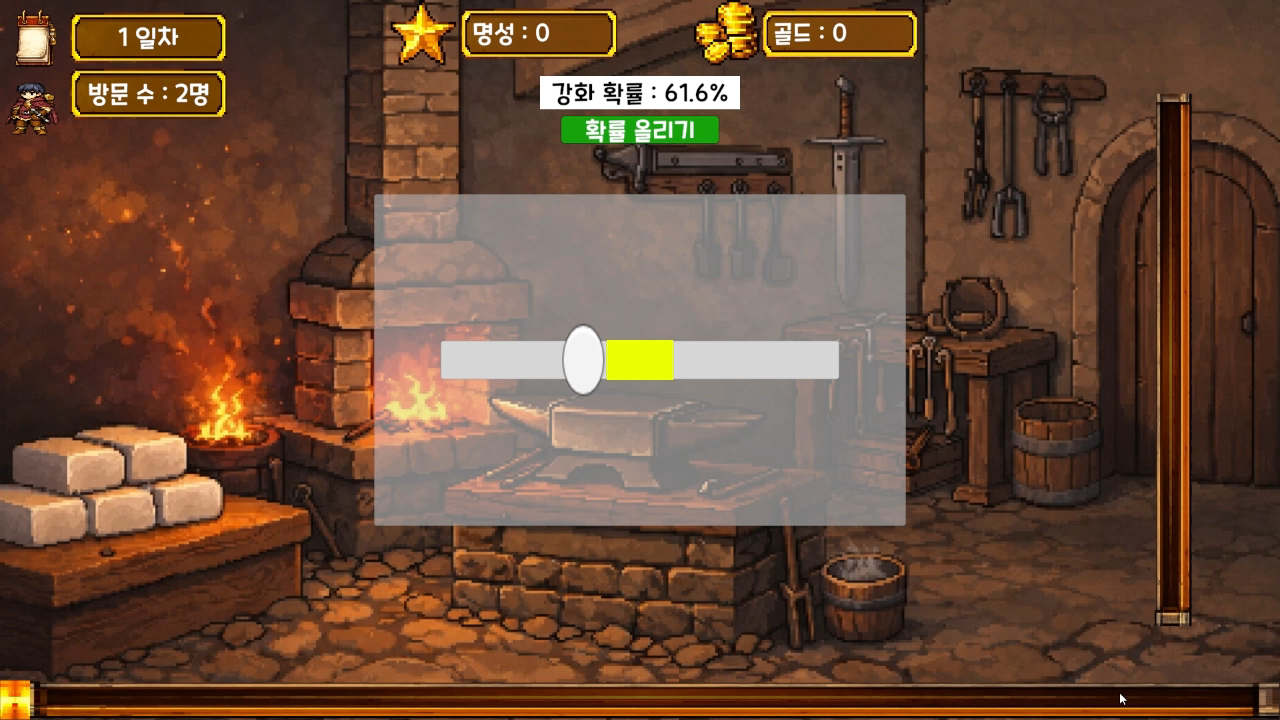 1 일차
명성 : 0
골드 : 0
방문 수 : 2명
강화 확률 : 61.6%
확률 올리기